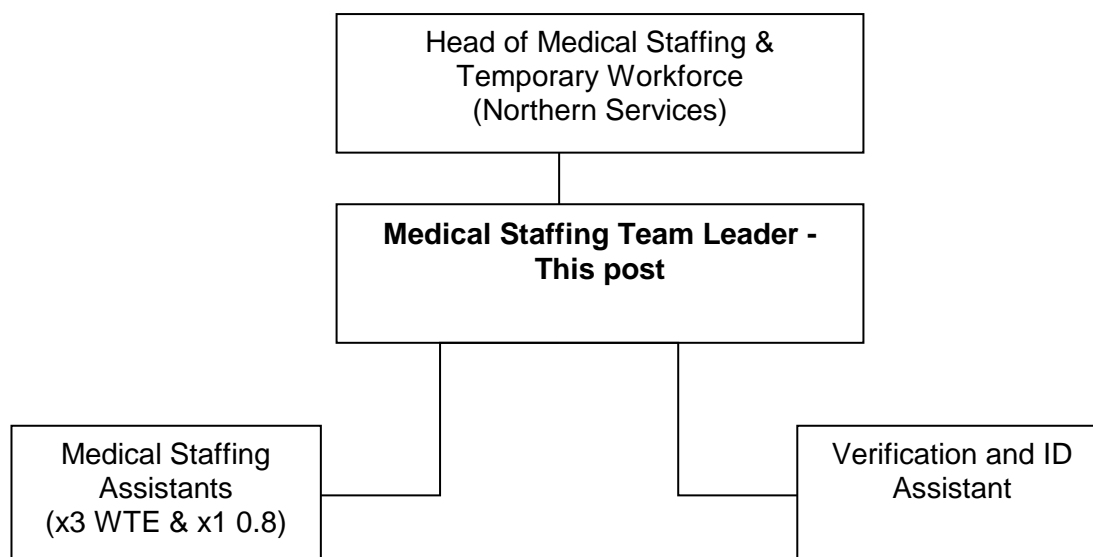 Head of Medical Staffing &
Temporary Workforce
(Northern Services)
Medical Staffing Team Leader -
This post
Medical Staffing
Assistants
(x3 WTE & x1 0.8)
Verification and ID
Assistant